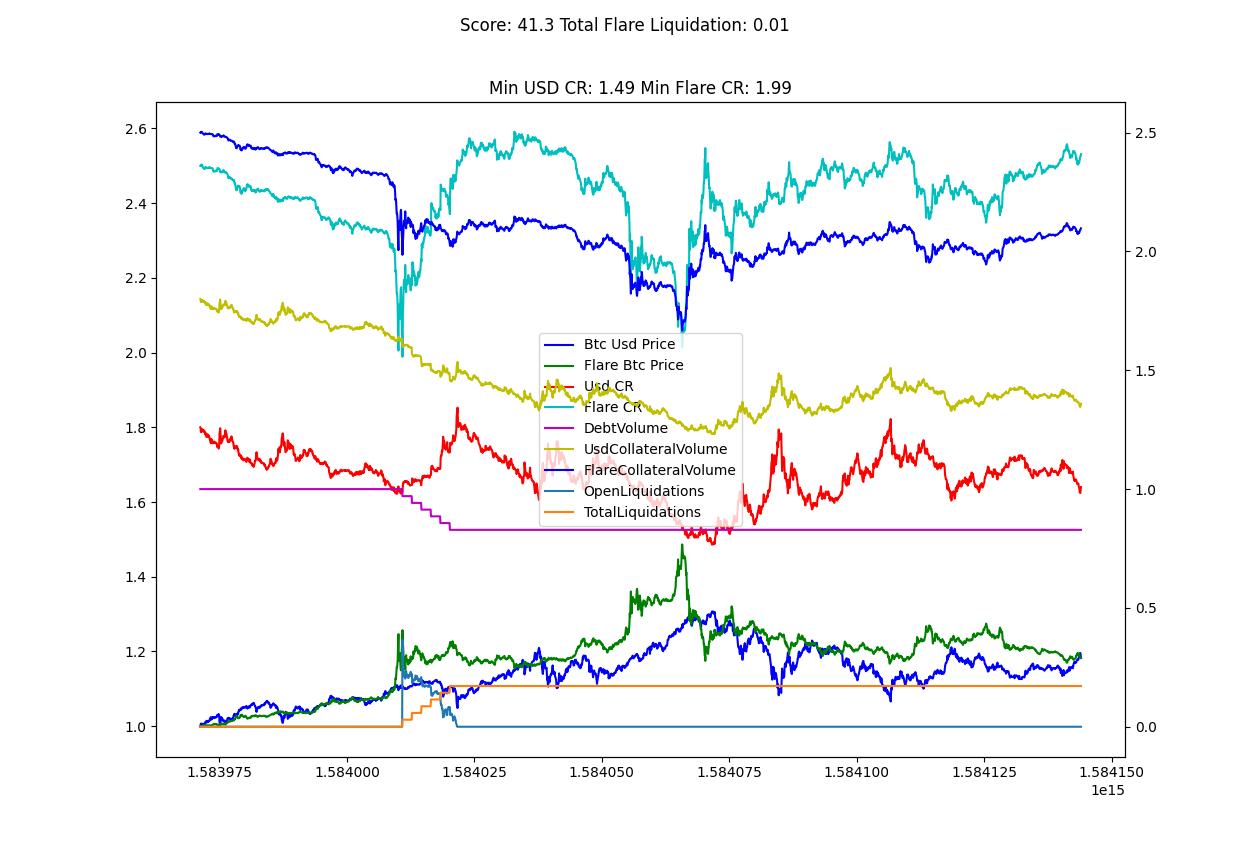 Score: 41.3 Total Flare Liquidation: 0.01
Min USD CR: 1.49 Min Flare CR: 1.99
2.6
2.4
2.2
2.0
1.8
1.6
1.4
1.2
1.0
2.5
2.0
1.5
1.0
0.5
0.0
Btc Usd Price
Flare Btc Price
Usd CR
Flare CR
DebtVolume
UsdCollateralVolume
FlareCollateralVolume
OpenLiquidations
TotalLiquidations
1.583975 1.584000 1.584025 1.584050 1.584075 1.584100 1.584125 1.584150
1e15